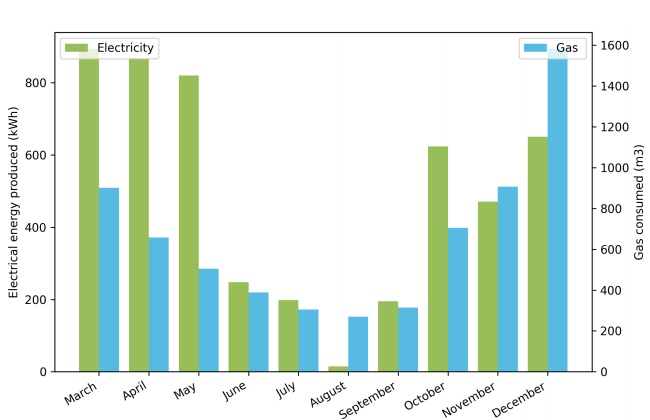 Electricity
Gas
Electrical energy produced (kWh)
0
200
400
600
800
Gas consumed (m3)
0
200
400
600
800
1000
1200
1400
1600
March
April
May
June
July
August
September
October
November
December